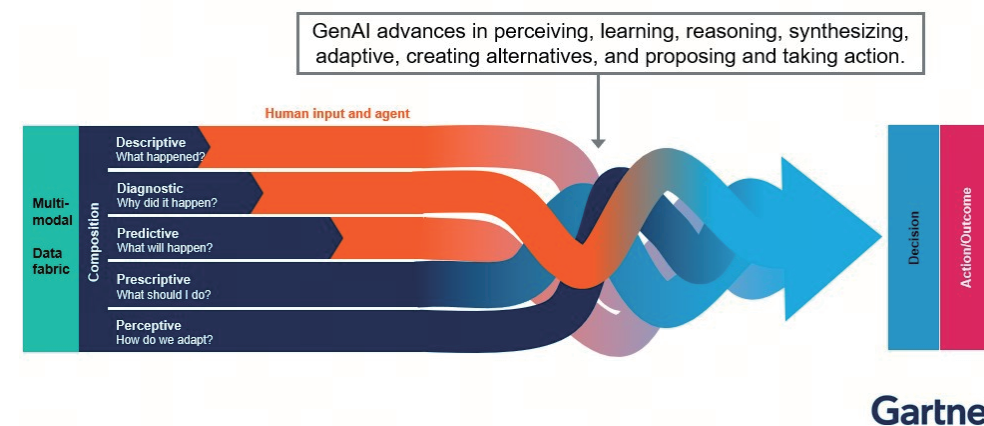 GenAI advances in perceiving, learning, reasoning, synthesizing,
adaptive, creating alternatives, and proposing and taking action.
Human input and agent
Multi-
modal
Data
fabric
Composition
Descriptive
What happened?
Diagnostic
Why did it happen?
Predictive
What will happen?
Prescriptive
What should I do?
Perceptive
How do we adapt?
Decision
Action/Outcome
Gartne